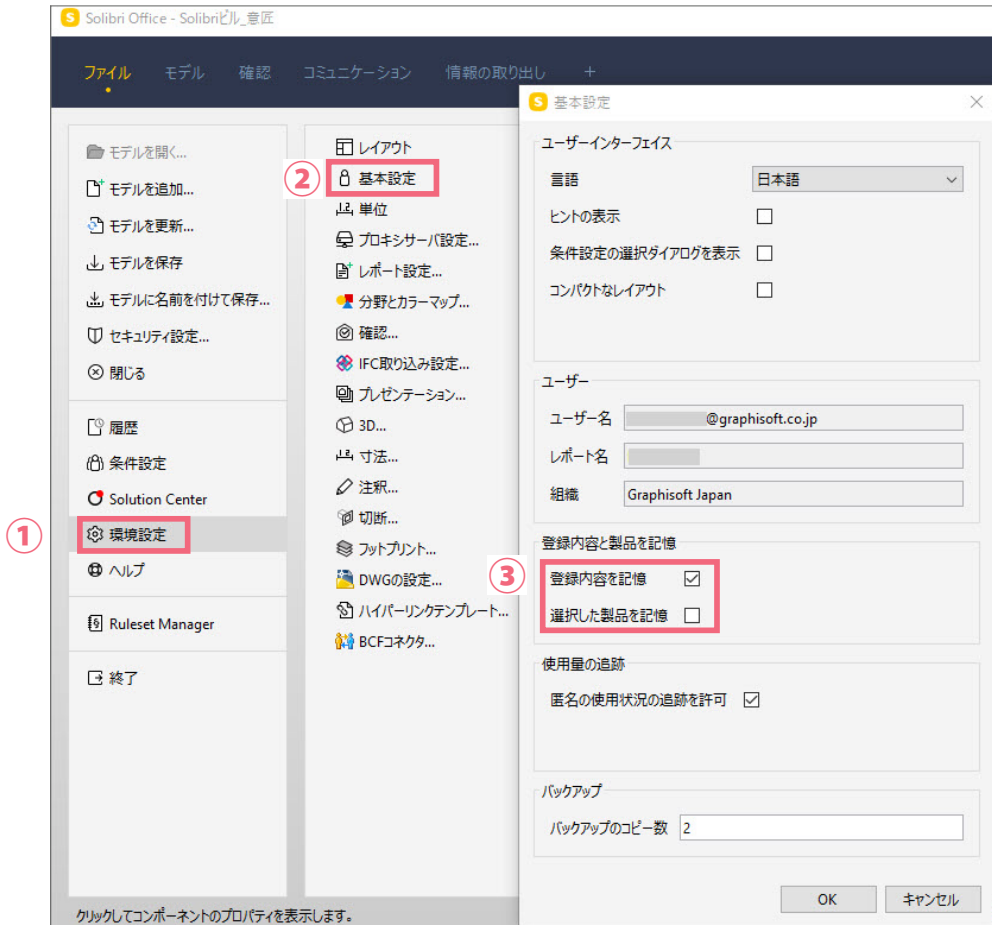 Solibri Office - Solibriビル_意匠
ファイル モデル 確認 コミュニケーション 情報の取り出し +
モデルを開く...
モデルを追加...
モデルを更新...
モデルを保存
モデルに名前を付けて保存...
セキュリティ設定...
閉じる
履歴
条件設定
Solution Center
① 環境設定
ヘルプ
Ruleset Manager
終了
レイアウト
② 基本設定
単位
プロキシサーバ設定...
レポート設定...
分野とカラーマップ...
確認...
IFC取り込み設定...
プレゼンテーション...
3D...
寸法...
注釈...
切断...
フットプリント...
DWGの設定...
ハイパーリンクテンプレート...
BCFコネクタ...
基本設定
ユーザーインターフェイス
言語 日本語
ヒントの表示
条件設定の選択ダイアログを表示
コンパクトなレイアウト
ユーザー
ユーザー名 @graphisoft.co.jp
レポート名
組織 Graphisoft Japan
登録内容と製品を記憶
③ 登録内容を記憶
選択した製品を記憶
使用量の追跡
匿名の使用状況の追跡を許可
バックアップ
バックアップのコピー数 2
OK キャンセル
クリックしてコンポーネントのプロパティを表示します。